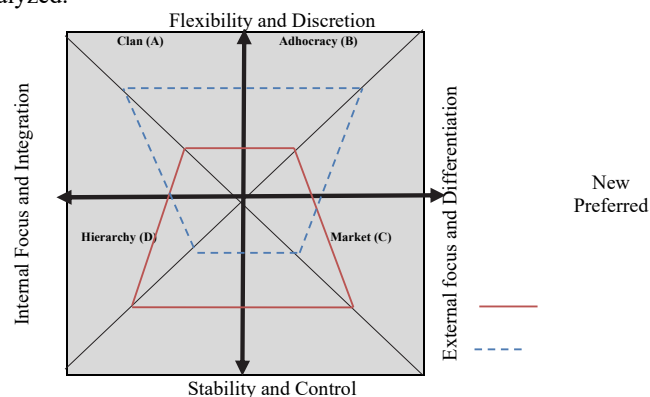 alyzed.
Flexibility and Discretion
Clan (A)
Adhocracy (B)
Internal Focus and Integration
External focus and Differentiation
New
Preferred
Hierarchy (D)
Market (C)
Stability and Control